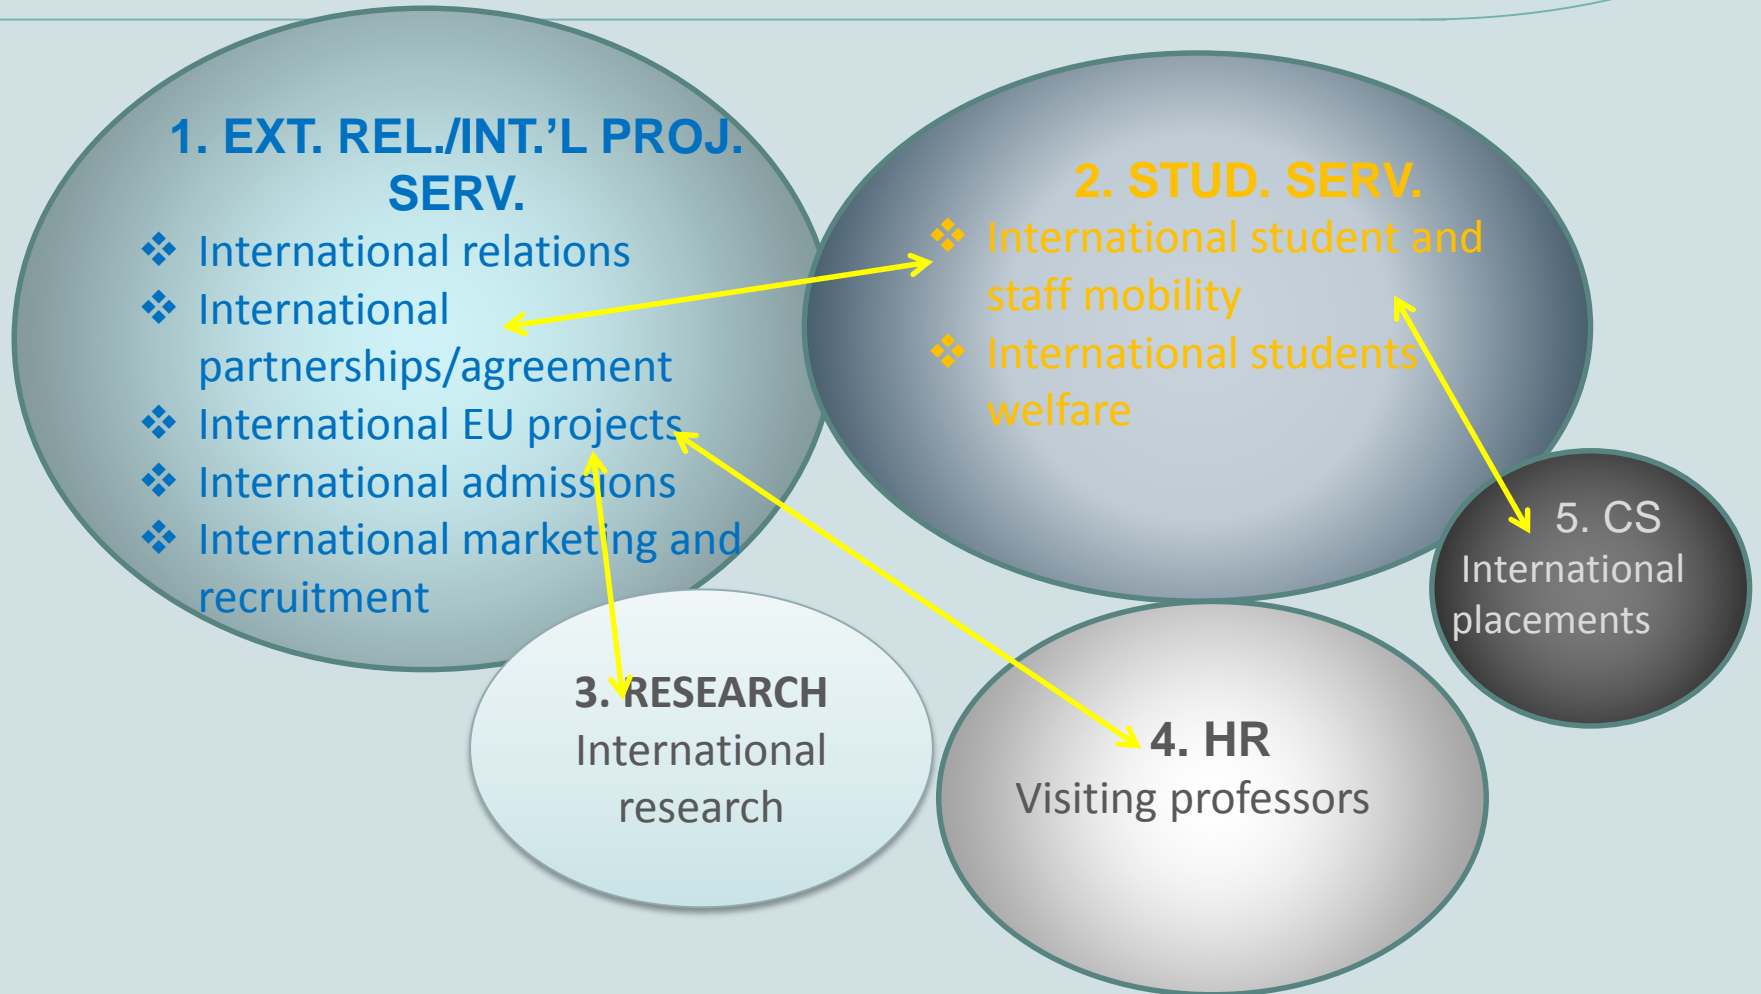 1. EXT. REL./INT.’L PROJ.
SERV.
❖ International relations
❖ International
partnerships/agreement
❖ International EU projects
❖ International admissions
❖ International marketing and
recruitment
2. STUD. SERV.
❖ International student and
staff mobility
❖ International students
welfare
3. RESEARCH
International
research
4. HR
Visiting professors
5. CS
International
placements